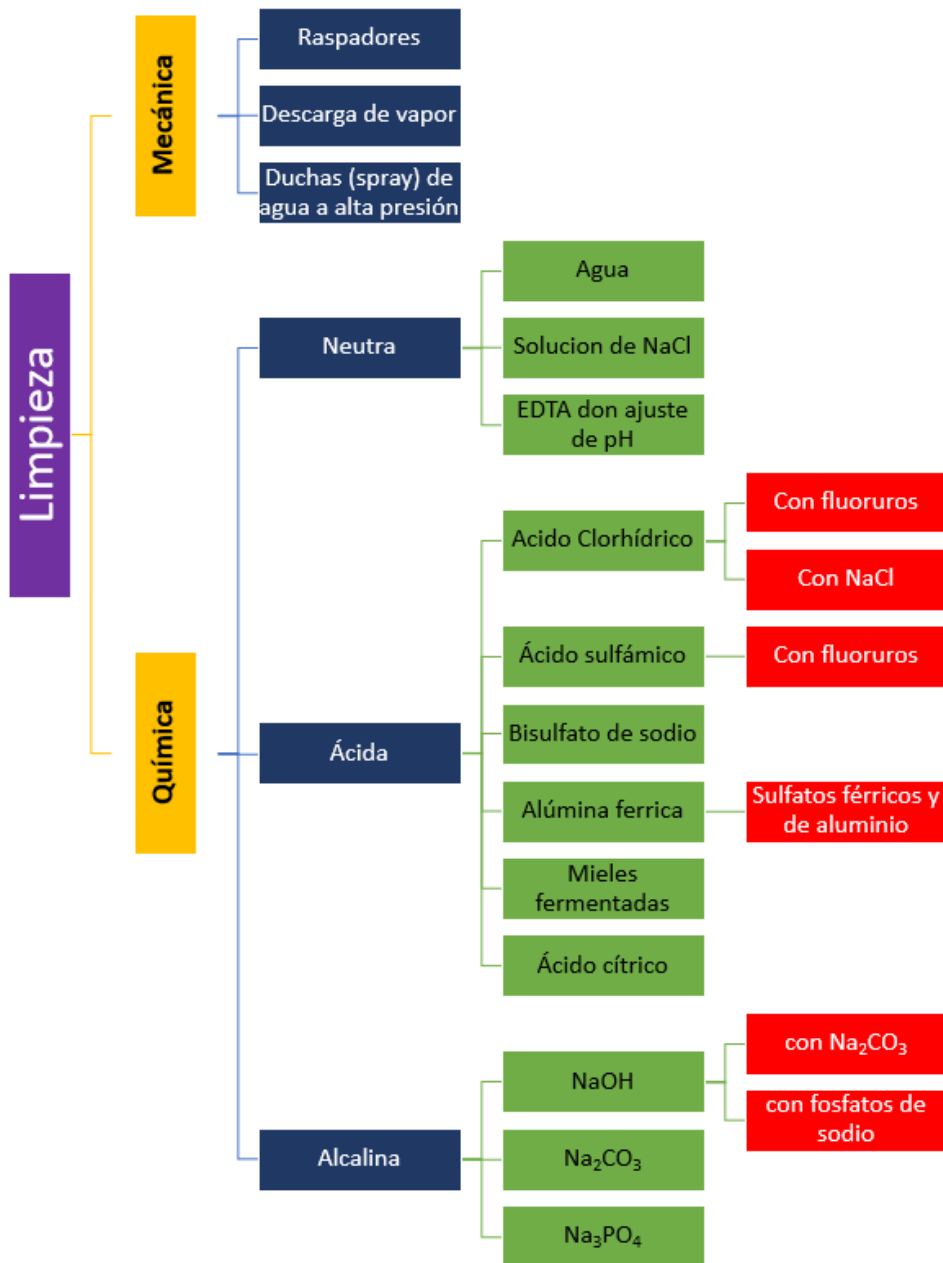 Limpieza
Mecánica
Raspadores
Descarga de vapor
Duchas (spray) de
agua a alta presión
Química
Neutra
Agua
Solucion de NaCl
EDTA don ajuste
de pH
Ácida
Acido Clorhídrico
Con fluoruros
Con NaCl
Ácido sulfámico
Con fluoruros
Bisulfato de sodio
Alúmina ferrica
Sulfatos férricos y
de aluminio
Mieles
fermentadas
Ácido cítrico
Alcalina
NaOH
con Na₂CO₃
con fosfatos de
sodio
Na₂CO₃
Na₃PO₄